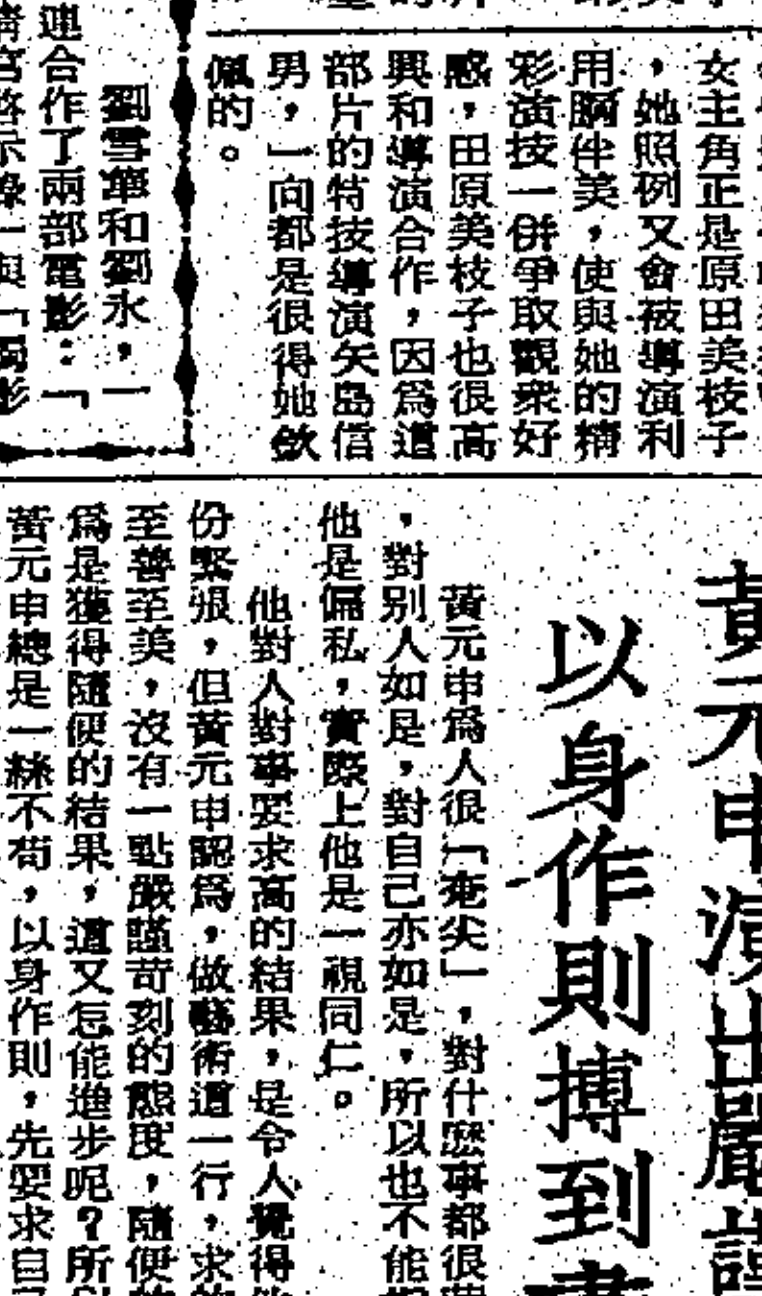 女主角正是原田美枝子
，她照例又會被導演利
用胴伴美，使與她的精
彩演技一併爭取觀衆好
感，田原美枝子也很高
興和導演合作，因爲這
部片的特技導演矢島信
男，一向都是很得她欽
佩的。
劉雪華和劉永，一
連合作了兩部電影：「
黃元申演出嚴謹
以身作則搏到盡
黃元申爲人很「奄尖」，對什麽事都很
，對別人如是，對自己亦如是，所以也不能
他是偏私，實際上他是一視同仁。
他對人對事要求高的結果，是令人覺得
份緊張，但黃元申認爲，做藝術這一行，求
至善至美，沒有一點嚴謹苛刻的態度，隨便
爲是獲得隨便的結果，這又怎能進步呢？所
黃元申總是一絲不苟，以身作則，先要求自